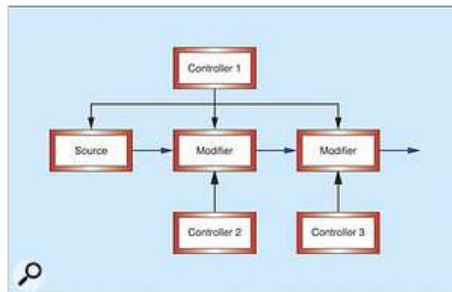 Controller 1
Source
Modifier
Modifier
Controller 2
Controller 3